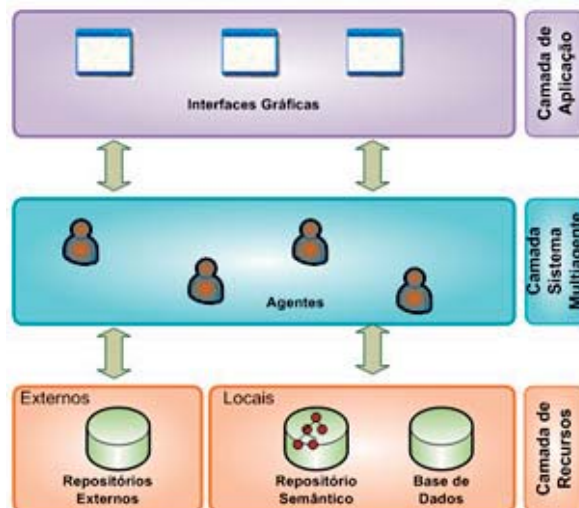 Interfaces Gráficas
Camada de
Aplicação
Agentes
Camada
Sistema
Multiagente
Externos
Repositórios
Externos
Locais
Repositório
Semântico
Base de
Dados
Camada de
Recursos